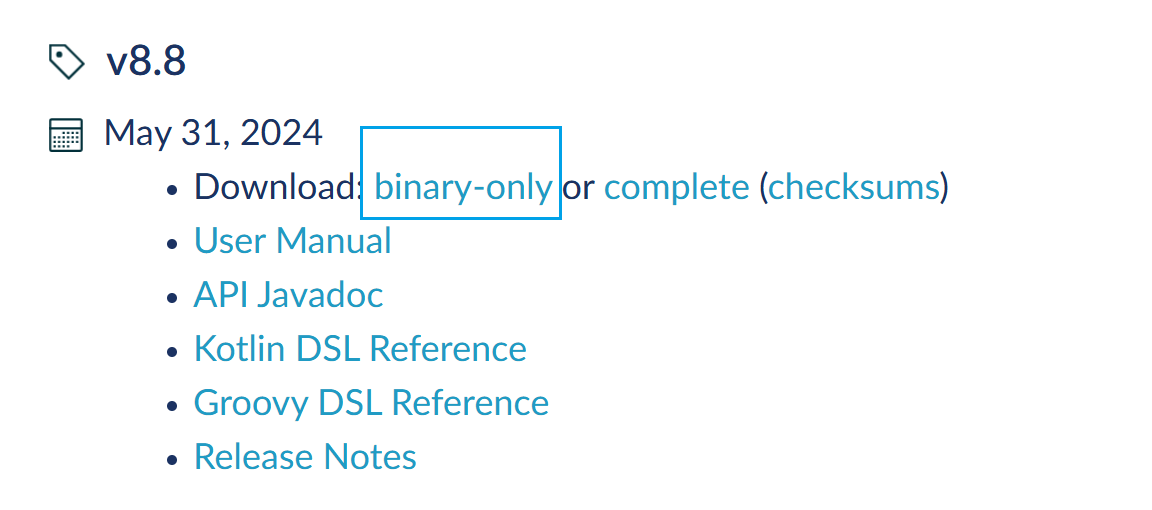 v8.8
May 31, 2024
Download: binary-only or complete (checksums)
User Manual
API Javadoc
Kotlin DSL Reference
Groovy DSL Reference
Release Notes